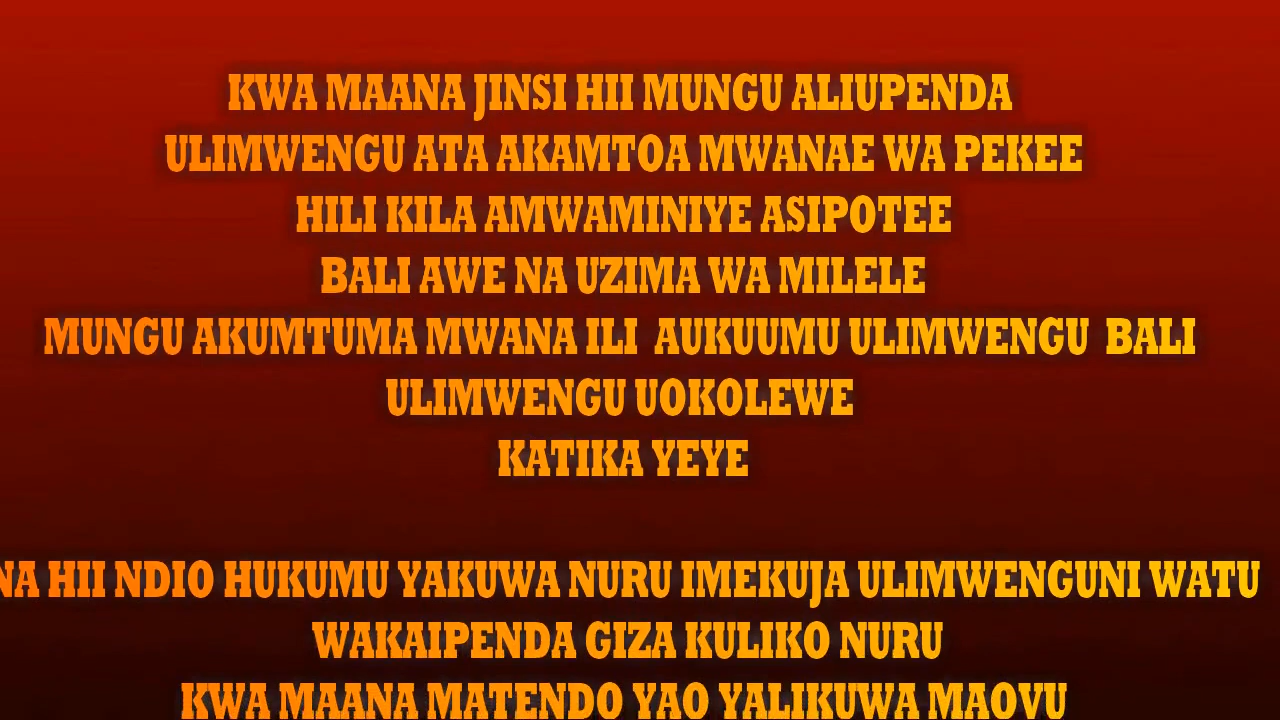 KWA MAANA JINSI HII MUNGU ALIUPENDA
ULIMWENGU ATA AKAMTOA MWANAE WA PEKEE
HILI KILA AMWAMINIYE ASIPOTEE
BALI AWE NA UZIMA WA MILELE
MUNGU AKUMTUMA MWANA ILI AUKUUMU ULIMWENGU BALI
ULIMWENGU UOKOLEWE
KATIKA YEYE
NA HII NDIO HUKUMU YAKUWA NURU IMEKUJA ULIMWENGUNI WATU
WAKAIPENDA GIZA KULIKO NURU
KWA MAANA MATENDO YAO YALIKUWA MAOVU